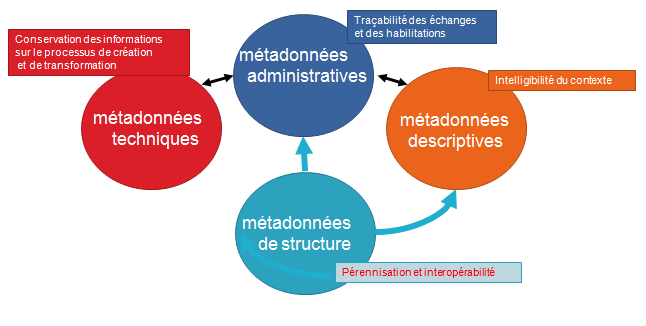 Conservation des informations
sur le processus de création
et de transformation
Traçabilité des échanges
et des habilitations
métadonnées
administratives
Intelligibilité du contexte
métadonnées
techniques
métadonnées
descriptives
métadonnées
de structure
Pérennisation et interopérabilité